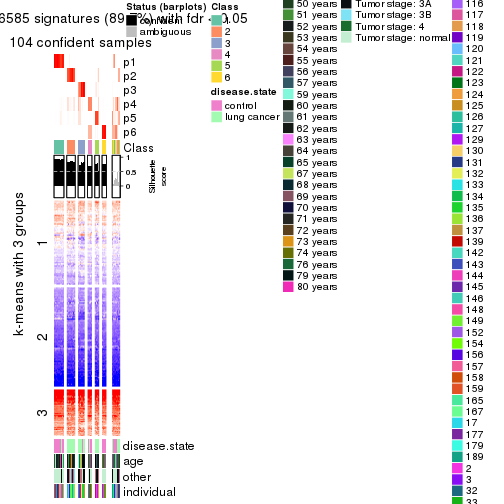 6585 signatures (89.7%) with fdr < 0.05
104 confident samples
Status (barplots)
confident
ambiguous
Class
1
2
3
4
5
6
disease.state
control
lung cancer
p1
p2
p3
p4
p5
p6
Class
1
0.5
0
Silhouette
score
k-means with 3 groups
1
2
3
disease.state
age
other
individual
50 years
51 years
52 years
53 years
54 years
55 years
56 years
57 years
59 years
60 years
61 years
62 years
63 years
64 years
65 years
67 years
68 years
69 years
70 years
71 years
72 years
73 years
74 years
76 years
79 years
80 years
Tumor stage: 3A
Tumor stage: 3B
Tumor stage: 4
Tumor stage: normal
116
117
118
119
120
121
122
123
124
125
126
127
129
130
131
132
133
134
135
136
137
139
142
143
144
145
146
148
149
152
154
156
157
158
159
165
167
17
177
179
189
2
3
32
33